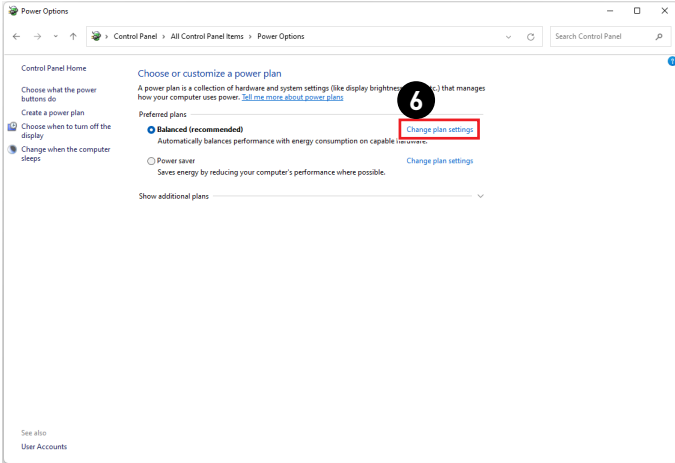 Power Options
Control Panel > All Control Panel Items > Power Options
Search Control Panel
Control Panel Home
Choose what the power
buttons do
Create a power plan
Choose when to turn off the
display
Change when the computer
sleeps
Choose or customize a power plan
A power plan is a collection of hardware and system settings (like display brightness, etc.) that manages
how your computer uses power. Tell me more about power plans
6
Preferred plans
Balanced (recommended)
Change plan settings
Automatically balances performance with energy consumption on capable hardware.
Power saver
Change plan settings
Saves energy by reducing your computer's performance where possible.
Show additional plans
See also
User Accounts